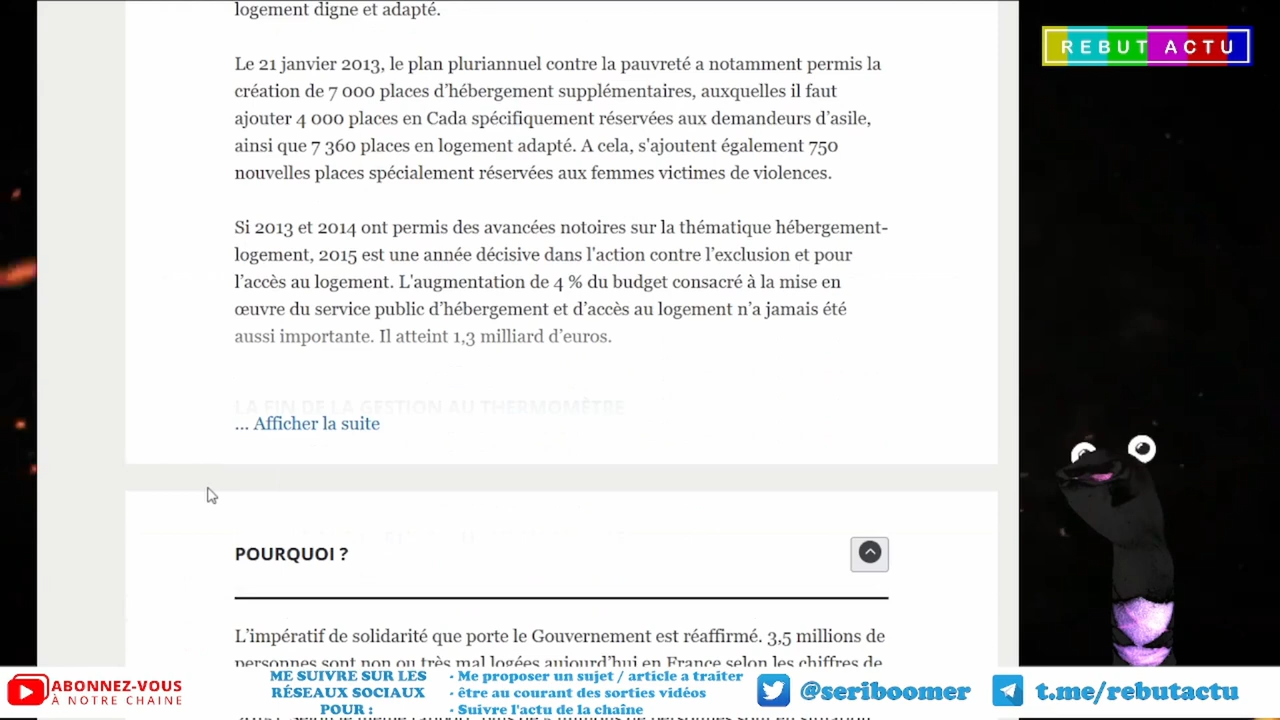 logement digne et adapté.
REBUT ACTU
Le 21 janvier 2013, le plan pluriannuel contre la pauvreté a notamment permis la
création de 7 000 places d’hébergement supplémentaires, auxquelles il faut
ajouter 4 000 places en Cada spécifiquement réservées aux demandeurs d’asile,
ainsi que 7 360 places en logement adapté. A cela, s'ajoutent également 750
nouvelles places spécialement réservées aux femmes victimes de violences.
Si 2013 et 2014 ont permis des avancées notoires sur la thématique hébergement-
logement, 2015 est une année décisive dans l'action contre l’exclusion et pour
l’accès au logement. L'augmentation de 4 % du budget consacré à la mise en
œuvre du service public d’hébergement et d’accès au logement n’a jamais été
aussi importante. Il atteint 1,3 milliard d’euros.
LA FIN DE LA GESTION AU THERMOMÈTRE
... Afficher la suite
POURQUOI ?
L’impératif de solidarité que porte le Gouvernement est réaffirmé. 3,5 millions de
personnes sont non ou très mal logées aujourd’hui en France selon les chiffres de
ABONNEZ-VOUS
À NOTRE CHAINE
ME SUIVRE SUR LES
RÉSEAUX SOCIAUX
POUR :
· Me proposer un sujet / article a traiter
· être au courant des sorties vidéos
· Suivre l'actu de la chaîne
@seriboomer
t.me/rebutactu